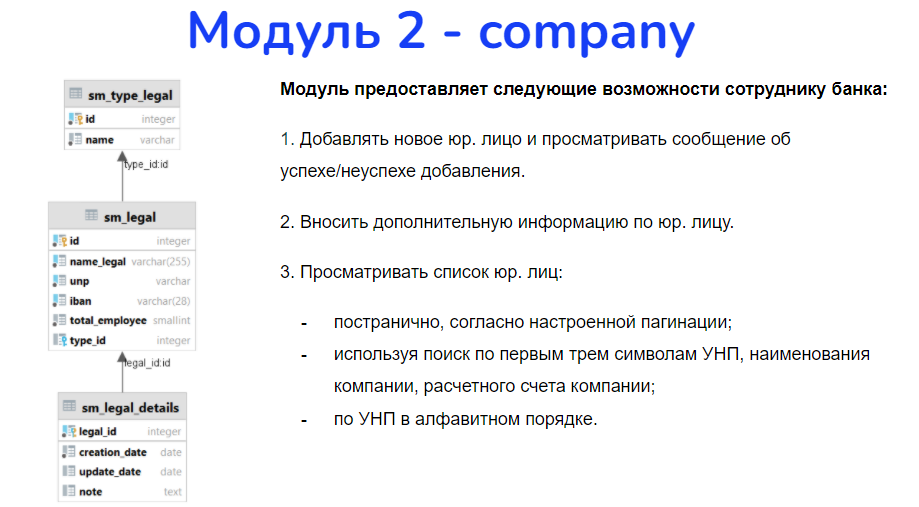 Модуль 2 - company
sm_type_legal
id integer
name varchar
type_id:id
sm_legal
id integer
name_legal varchar(255)
unp varchar
iban varchar(28)
total_employee smallint
type_id integer
legal_id:id
sm_legal_details
legal_id integer
creation_date date
update_date date
note text
Модуль предоставляет следующие возможности сотруднику банка:
1. Добавлять новое юр. лицо и просматривать сообщение об
успехе/неуспехе добавления.
2. Вносить дополнительную информацию по юр. лицу.
3. Просматривать список юр. лиц:
- постранично, согласно настроенной пагинации;
- используя поиск по первым трем символам УНП, наименования
компании, расчетного счета компании;
- по УНП в алфавитном порядке.